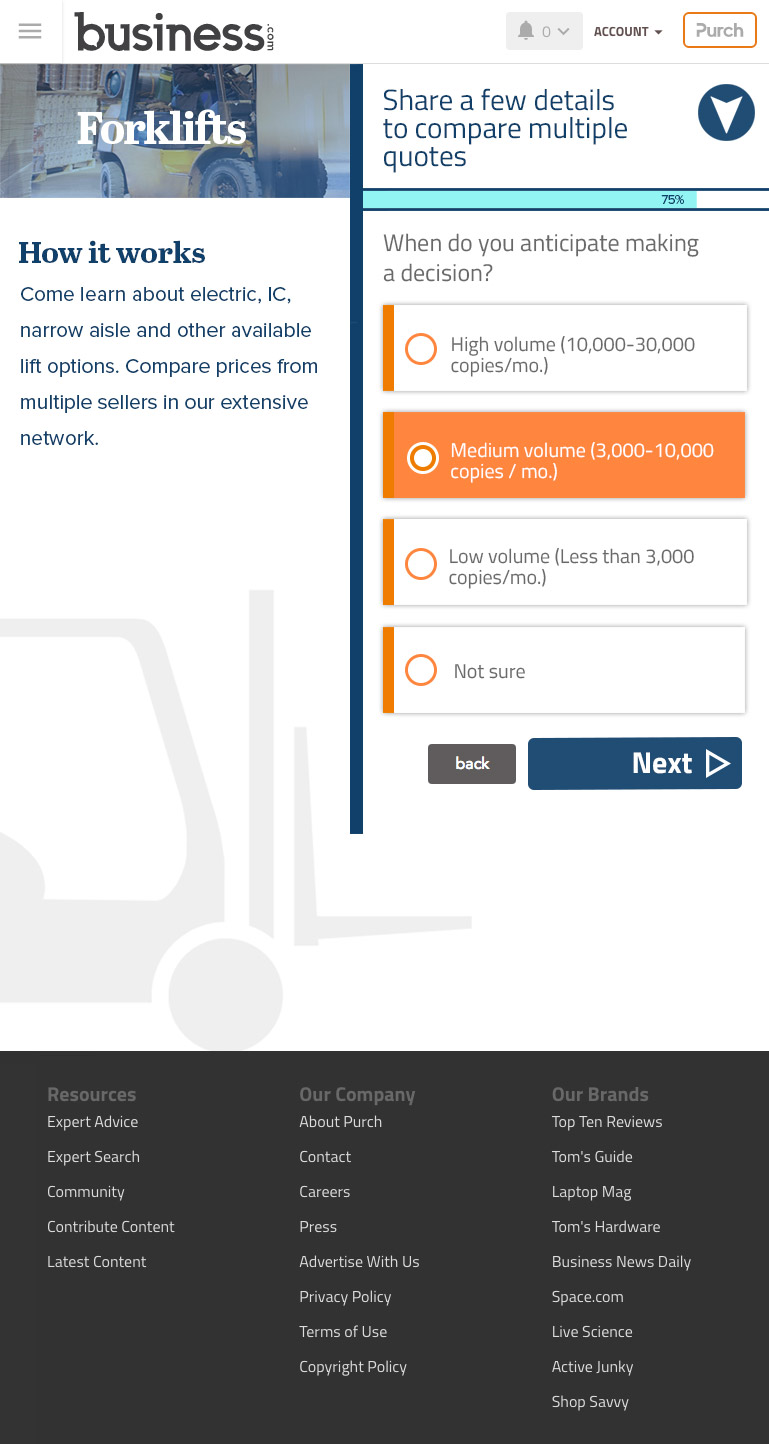 business.com
0
ACCOUNT
Purch
Forklifts
How it works
Come learn about electric, IC,
narrow aisle and other available
lift options. Compare prices from
multiple sellers in our extensive
network.
Share a few details
to compare multiple
quotes
75%
When do you anticipate making
a decision?
High volume (10,000-30,000
copies/mo.)
Medium volume (3,000-10,000
copies / mo.)
Low volume (Less than 3,000
copies/mo.)
Not sure
back
Next
Resources
Expert Advice
Expert Search
Community
Contribute Content
Latest Content
Our Company
About Purch
Contact
Careers
Press
Advertise With Us
Privacy Policy
Terms of Use
Copyright Policy
Our Brands
Top Ten Reviews
Tom's Guide
Laptop Mag
Tom's Hardware
Business News Daily
Space.com
Live Science
Active Junky
Shop Savvy